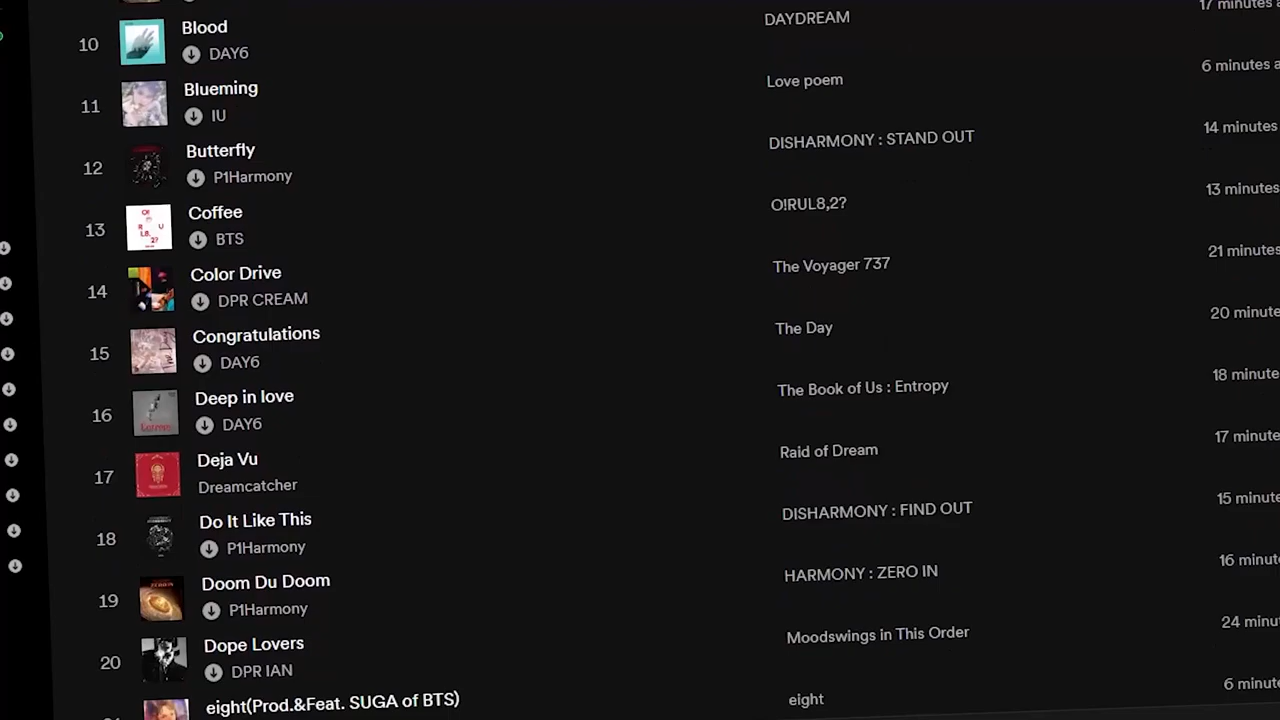 17 minutes a
10
Blood
DAY6
DAYDREAM
6 minutes a
11
Blueming
IU
Love poem
14 minutes
12
Butterfly
P1Harmony
DISHARMONY : STAND OUT
13 minutes
13
Coffee
BTS
O!RUL8,2?
21 minutes
14
Color Drive
DPR CREAM
The Voyager 737
20 minute
15
Congratulations
DAY6
The Day
18 minute
16
Deep in love
DAY6
The Book of Us : Entropy
17 minut
17
Deja Vu
Dreamcatcher
Raid of Dream
15 minut
18
Do It Like This
P1Harmony
DISHARMONY : FIND OUT
16 minut
19
Doom Du Doom
P1Harmony
HARMONY : ZERO IN
24 minu
20
Dope Lovers
DPR IAN
Moodswings in This Order
6 minut
eight(Prod.&Feat. SUGA of BTS)
eight